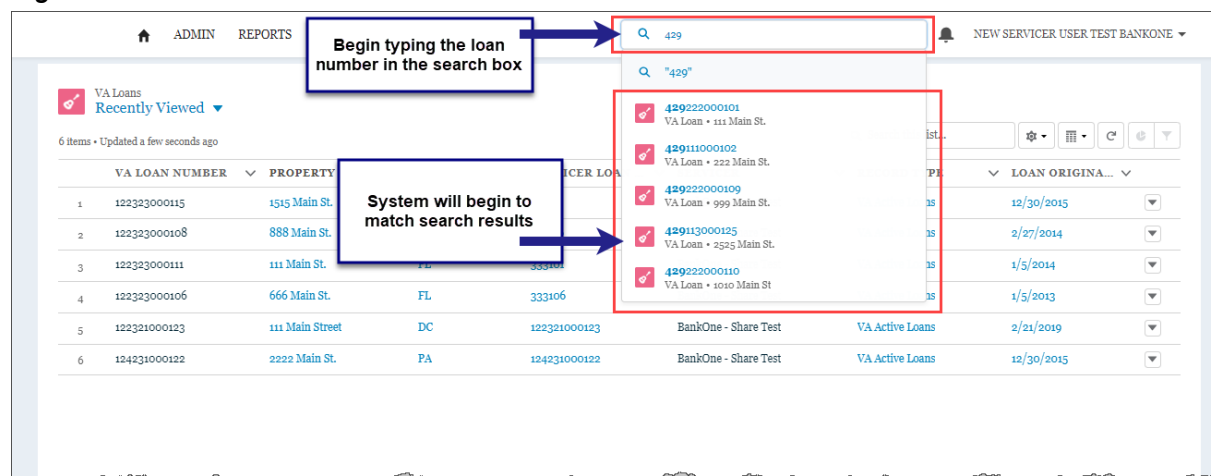 ADMIN REPORTS
Begin typing the loan
number in the search box
429
NEW SERVICER USER TEST BANKONE
"429"
VA Loans
Recently Viewed
6 items • Updated a few seconds ago
429222000101
VA Loan • 111 Main St.
429111000102
VA Loan • 222 Main St.
429222000109
VA Loan • 999 Main St.
429113000125
VA Loan • 2525 Main St.
429222000110
VA Loan • 1010 Main St
System will begin to
match search results
VA LOAN NUMBER PROPERTY LOAN ORIGINA...
1 122323000115 1515 Main St. 12/30/2015
2 122323000108 888 Main St. 2/27/2014
3 122323000111 111 Main St. FL 333101 1/5/2014
4 122323000106 666 Main St. FL 333106 1/5/2013
5 122321000123 111 Main Street DC 122321000123 BankOne - Share Test VA Active Loans 2/21/2019
6 124231000122 2222 Main St. PA 124231000122 BankOne - Share Test VA Active Loans 12/30/2015